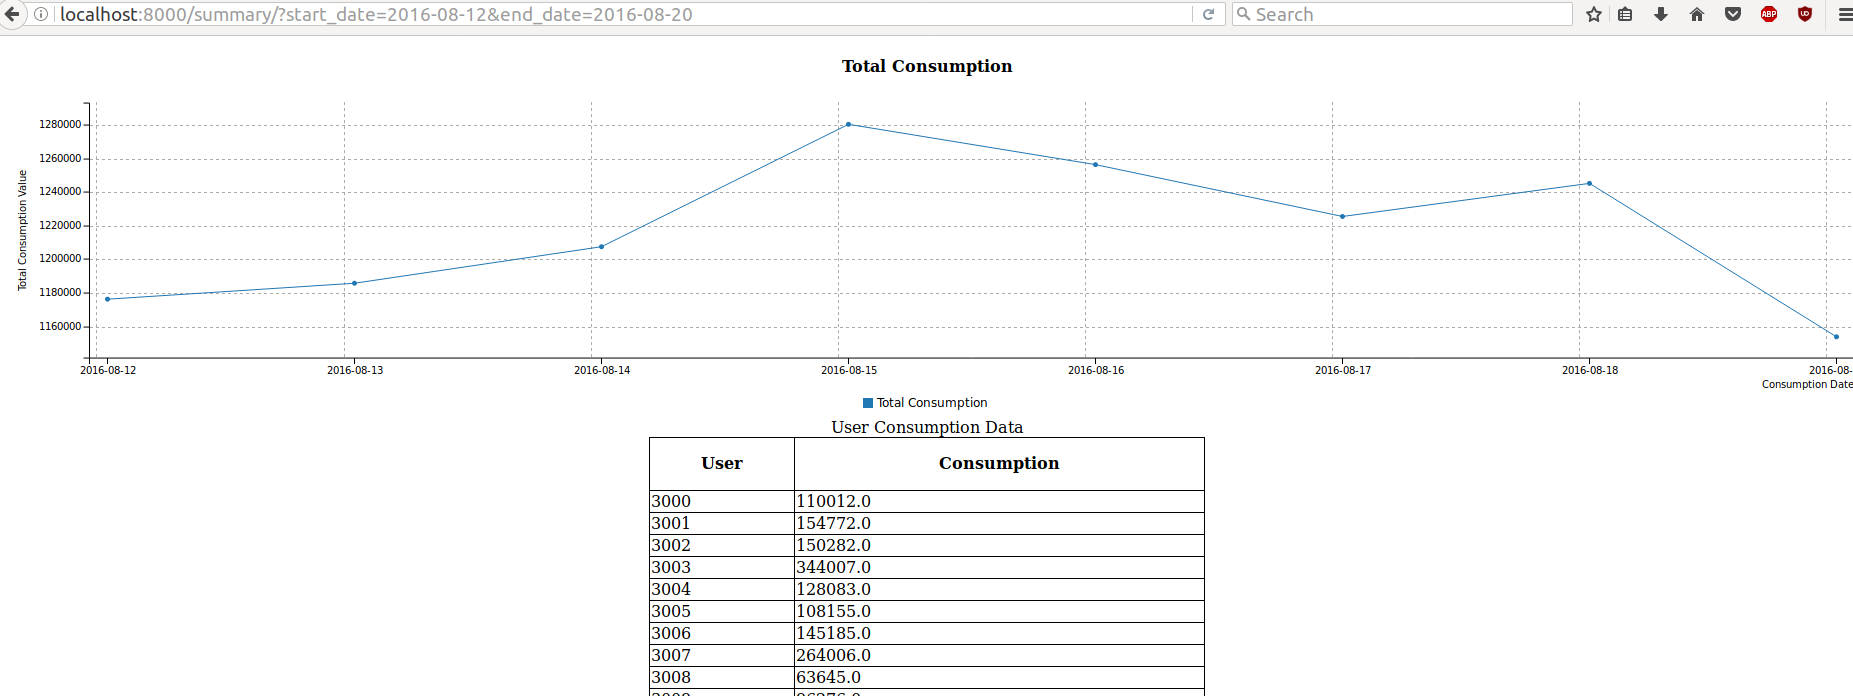 localhost:8000/summary/?start_date=2016-08-12&end_date=2016-08-20
Search
ABP
UD
Total Consumption
Total Consumption Value
1280000
1260000
1240000
1220000
1200000
1180000
1160000
2016-08-12 2016-08-13 2016-08-14 2016-08-15 2016-08-16 2016-08-17 2016-08-18 2016-08-
Consumption Date
Total Consumption
User Consumption Data
User Consumption
3000 110012.0
3001 154772.0
3002 150282.0
3003 344007.0
3004 128083.0
3005 108155.0
3006 145185.0
3007 264006.0
3008 63645.0